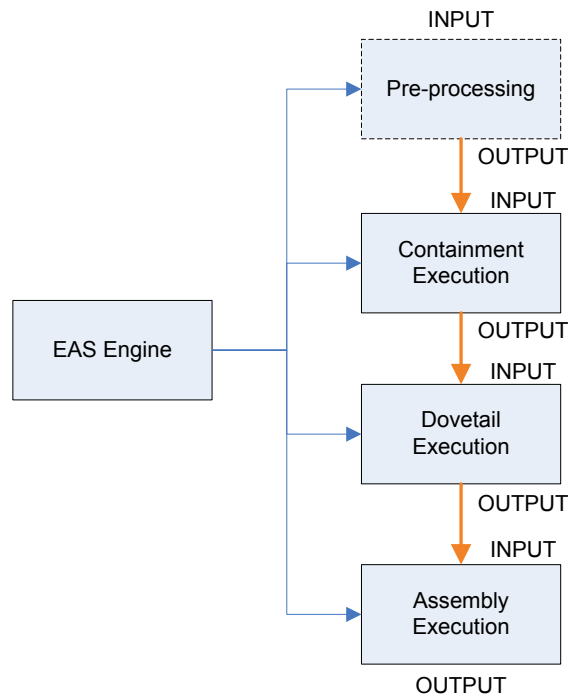 INPUT
Pre-processing
OUTPUT
INPUT
Containment
Execution
OUTPUT
EAS Engine
INPUT
Dovetail
Execution
OUTPUT
INPUT
Assembly
Execution
OUTPUT